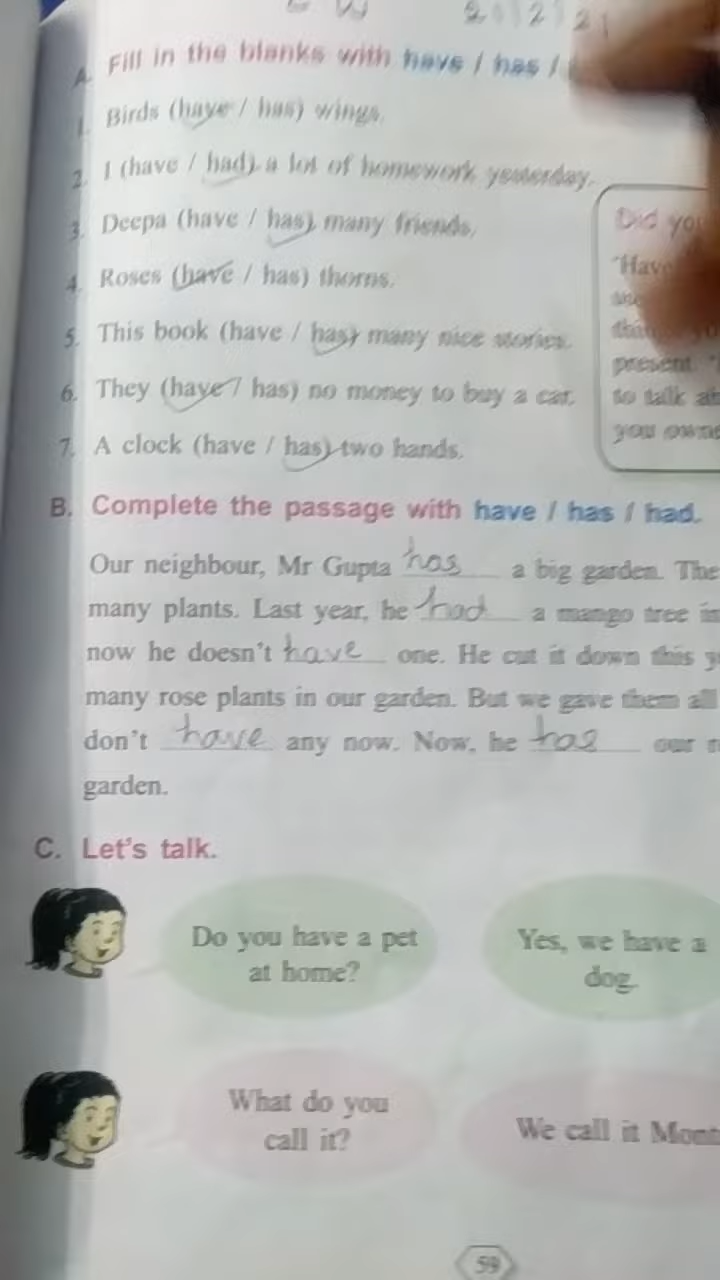 A. Fill in the blanks with have / has /
1. Birds (have / has) wings.
2. I (have / had) a lot of homework yesterday.
3. Deepa (have / has) many friends.
4. Roses (have / has) thorns.
5. This book (have / has) many nice stories.
6. They (have / has) no money to buy a car.
7. A clock (have / has) two hands.
Did you
'Have
present
to talk
you
B. Complete the passage with have / has / had.
Our neighbour, Mr Gupta has a big garden. The
many plants. Last year, he had a mango tree in
now he doesn't have one. He cut it down this
many rose plants in our garden. But we gave them all
don't have any now. Now, he has our
garden.
C. Let's talk.
Do you have a pet
at home?
Yes, we have a
dog.
What do you
call it?
We call it
59